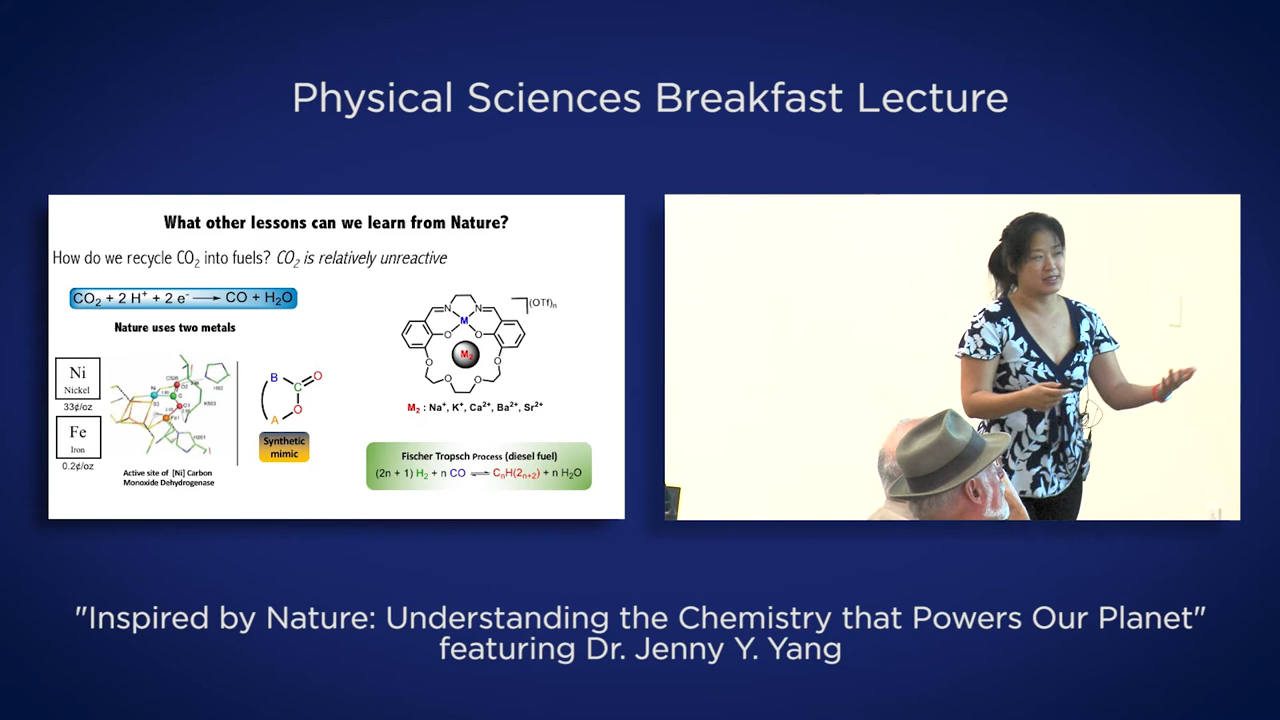 Physical Sciences Breakfast Lecture
What other lessons can we learn from Nature?
How do we recycle CO₂ into fuels? CO₂ is relatively unreactive
CO₂ + 2 H⁺ + 2 e⁻ ⟶ CO + H₂O
Nature uses two metals
Ni
Nickel
33¢/oz
Fe
Iron
0.2¢/oz
Active site of [Ni] Carbon
Monoxide Dehydrogenase
B
C
O
O
A
Synthetic
mimic
(OTf)ₙ
N
N
M
O
O
M₂
O
O
O
O
M₂ : Na⁺, K⁺, Ca²⁺, Ba²⁺, Sr²⁺
Fischer Tropsch Process (diesel fuel)
(2n + 1) H₂ + n CO ⇌ CₙH(2ₙ₊₂) + n H₂O
"Inspired by Nature: Understanding the Chemistry that Powers Our Planet"
featuring Dr. Jenny Y. Yang